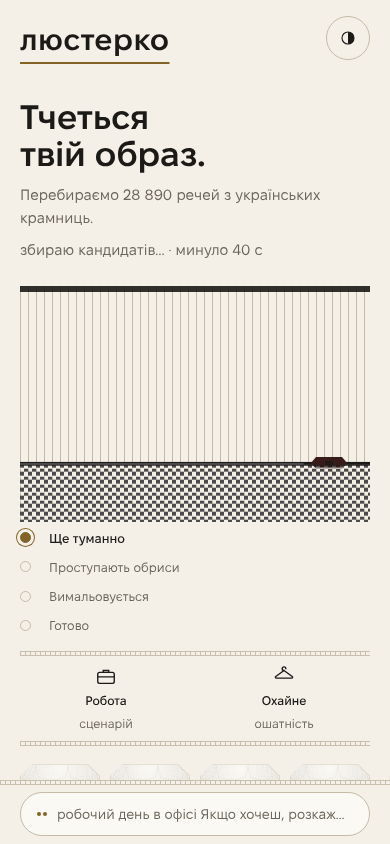 люстерко
Тчеться
твій образ.
Перебираємо 28 890 речей з українських
крамниць.
збираю кандидатів… · минуло 40 с
Ще туманно
Проступають обриси
Вимальовується
Готово
Робота
сценарій
Охайне
ошатність
робочий день в офісі Якщо хочеш, розкаж…